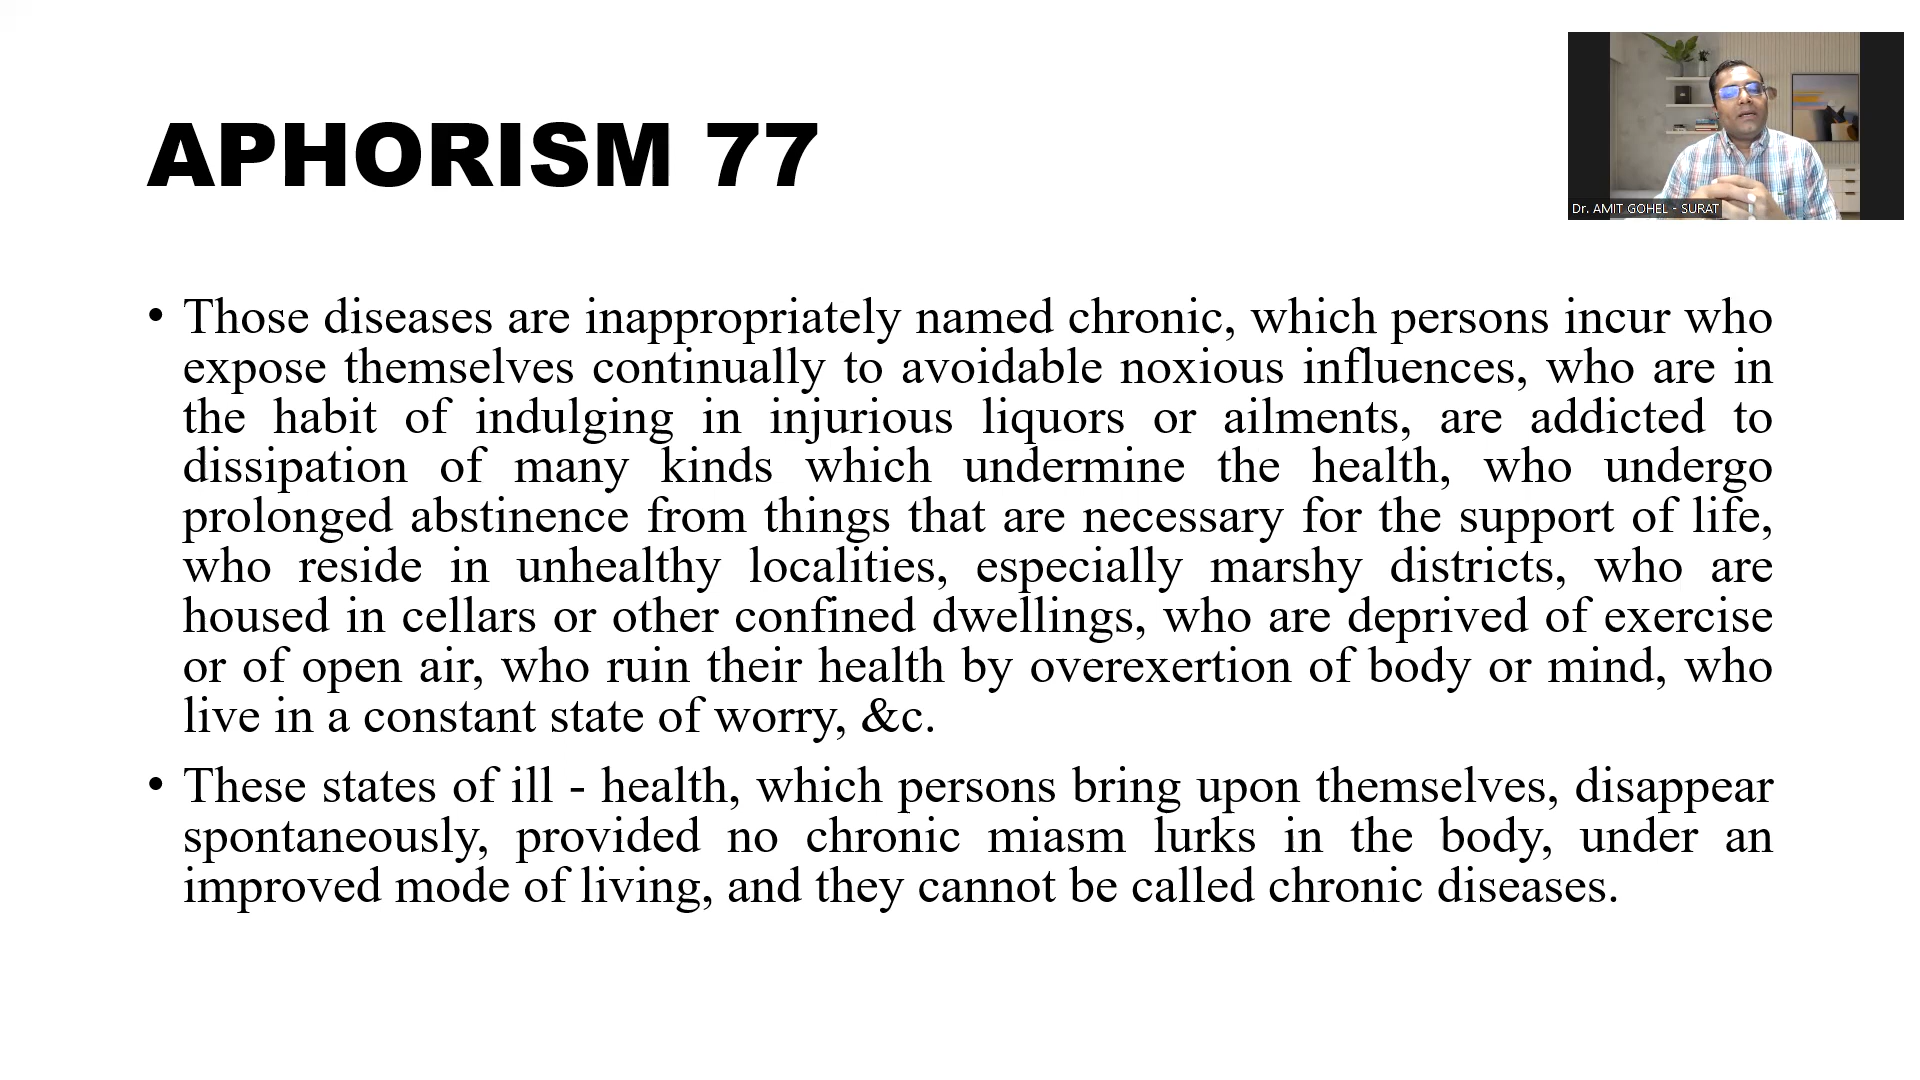 APHORISM 77
Dr. AMIT GOHEL - SURAT
• Those diseases are inappropriately named chronic, which persons incur who
expose themselves continually to avoidable noxious influences, who are in
the habit of indulging in injurious liquors or ailments, are addicted to
dissipation of many kinds which undermine the health, who undergo
prolonged abstinence from things that are necessary for the support of life,
who reside in unhealthy localities, especially marshy districts, who are
housed in cellars or other confined dwellings, who are deprived of exercise
or of open air, who ruin their health by overexertion of body or mind, who
live in a constant state of worry, &c.
• These states of ill - health, which persons bring upon themselves, disappear
spontaneously, provided no chronic miasm lurks in the body, under an
improved mode of living, and they cannot be called chronic diseases.